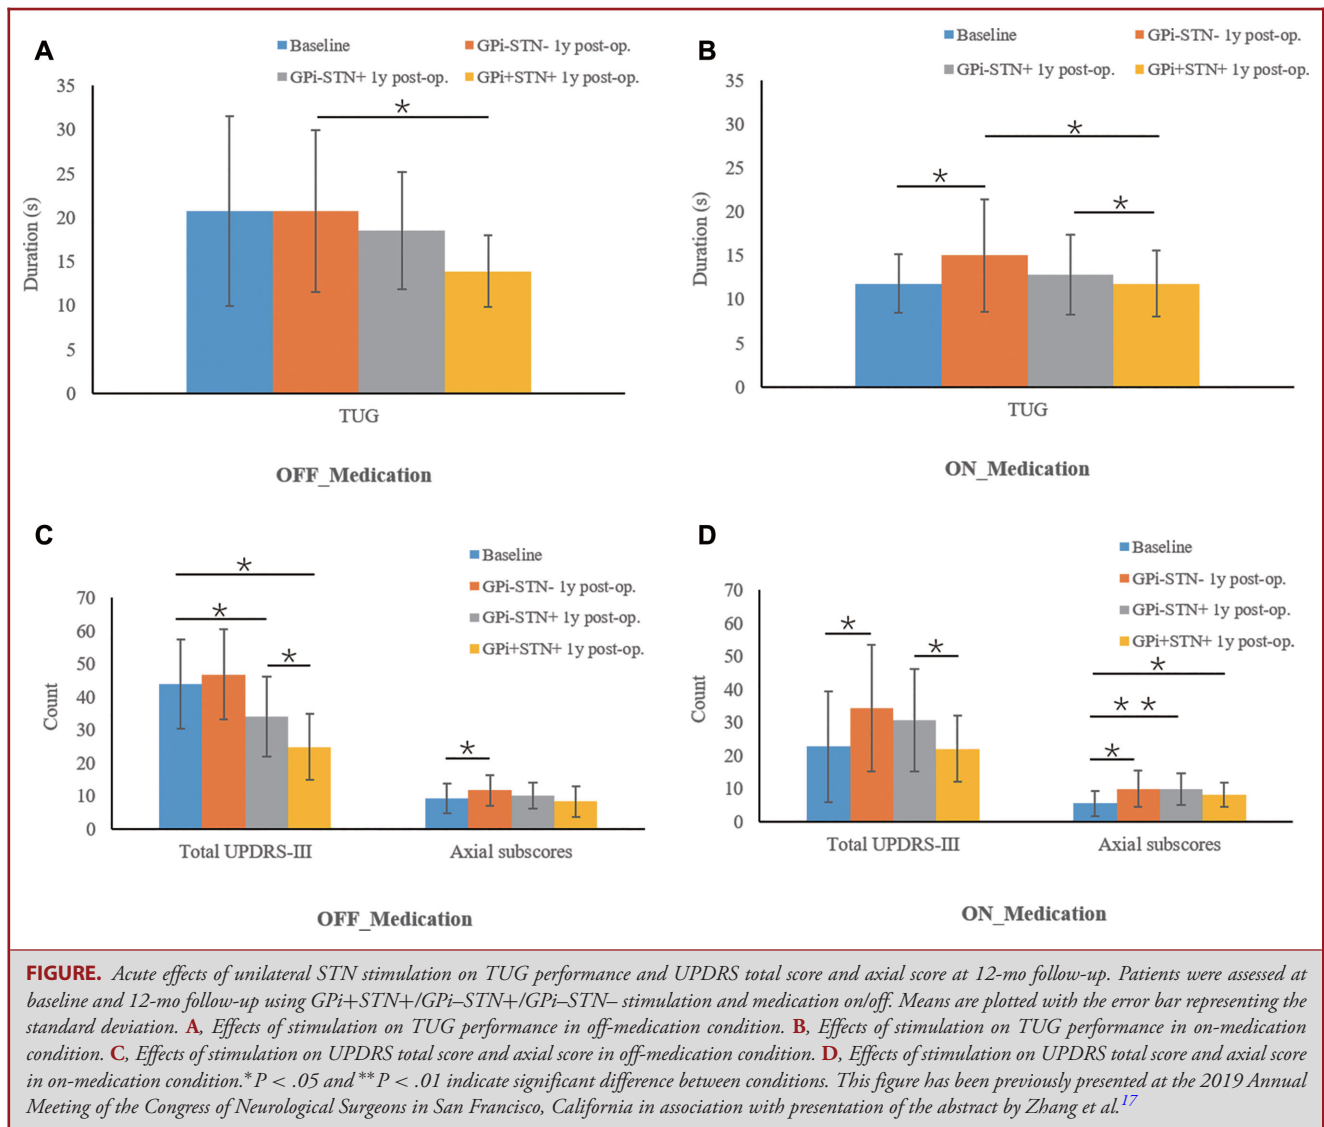 A
Baseline
GPi-STN- 1y post-op.
GPi-STN+ 1y post-op.
GPi+STN+ 1y post-op.
35
30
25
20
15
10
5
0
Duration (s)
*
TUG
OFF_Medication
B
Baseline
GPi-STN- 1y post-op.
GPi-STN+ 1y post-op.
GPi+STN+ 1y post-op.
35
30
25
20
15
10
5
0
Duration (s)
*
*
*
TUG
ON_Medication
C
Baseline
GPi-STN- 1y post-op.
GPi-STN+ 1y post-op.
GPi+STN+ 1y post-op.
70
60
50
40
30
20
10
0
Count
*
*
*
*
Total UPDRS-III
Axial subscores
OFF_Medication
D
Baseline
GPi-STN- 1y post-op.
GPi-STN+ 1y post-op.
GPi+STN+ 1y post-op.
70
60
50
40
30
20
10
0
Count
*
*
*
* *
*
Total UPDRS-III
Axial subscores
ON_Medication
FIGURE. Acute effects of unilateral STN stimulation on TUG performance and UPDRS total score and axial score at 12-mo follow-up. Patients were assessed at
baseline and 12-mo follow-up using GPi+STN+/GPi–STN+/GPi–STN– stimulation and medication on/off. Means are plotted with the error bar representing the
standard deviation. A, Effects of stimulation on TUG performance in off-medication condition. B, Effects of stimulation on TUG performance in on-medication
condition. C, Effects of stimulation on UPDRS total score and axial score in off-medication condition. D, Effects of stimulation on UPDRS total score and axial score
in on-medication condition.*P < .05 and **P < .01 indicate significant difference between conditions. This figure has been previously presented at the 2019 Annual
Meeting of the Congress of Neurological Surgeons in San Francisco, California in association with presentation of the abstract by Zhang et al.17